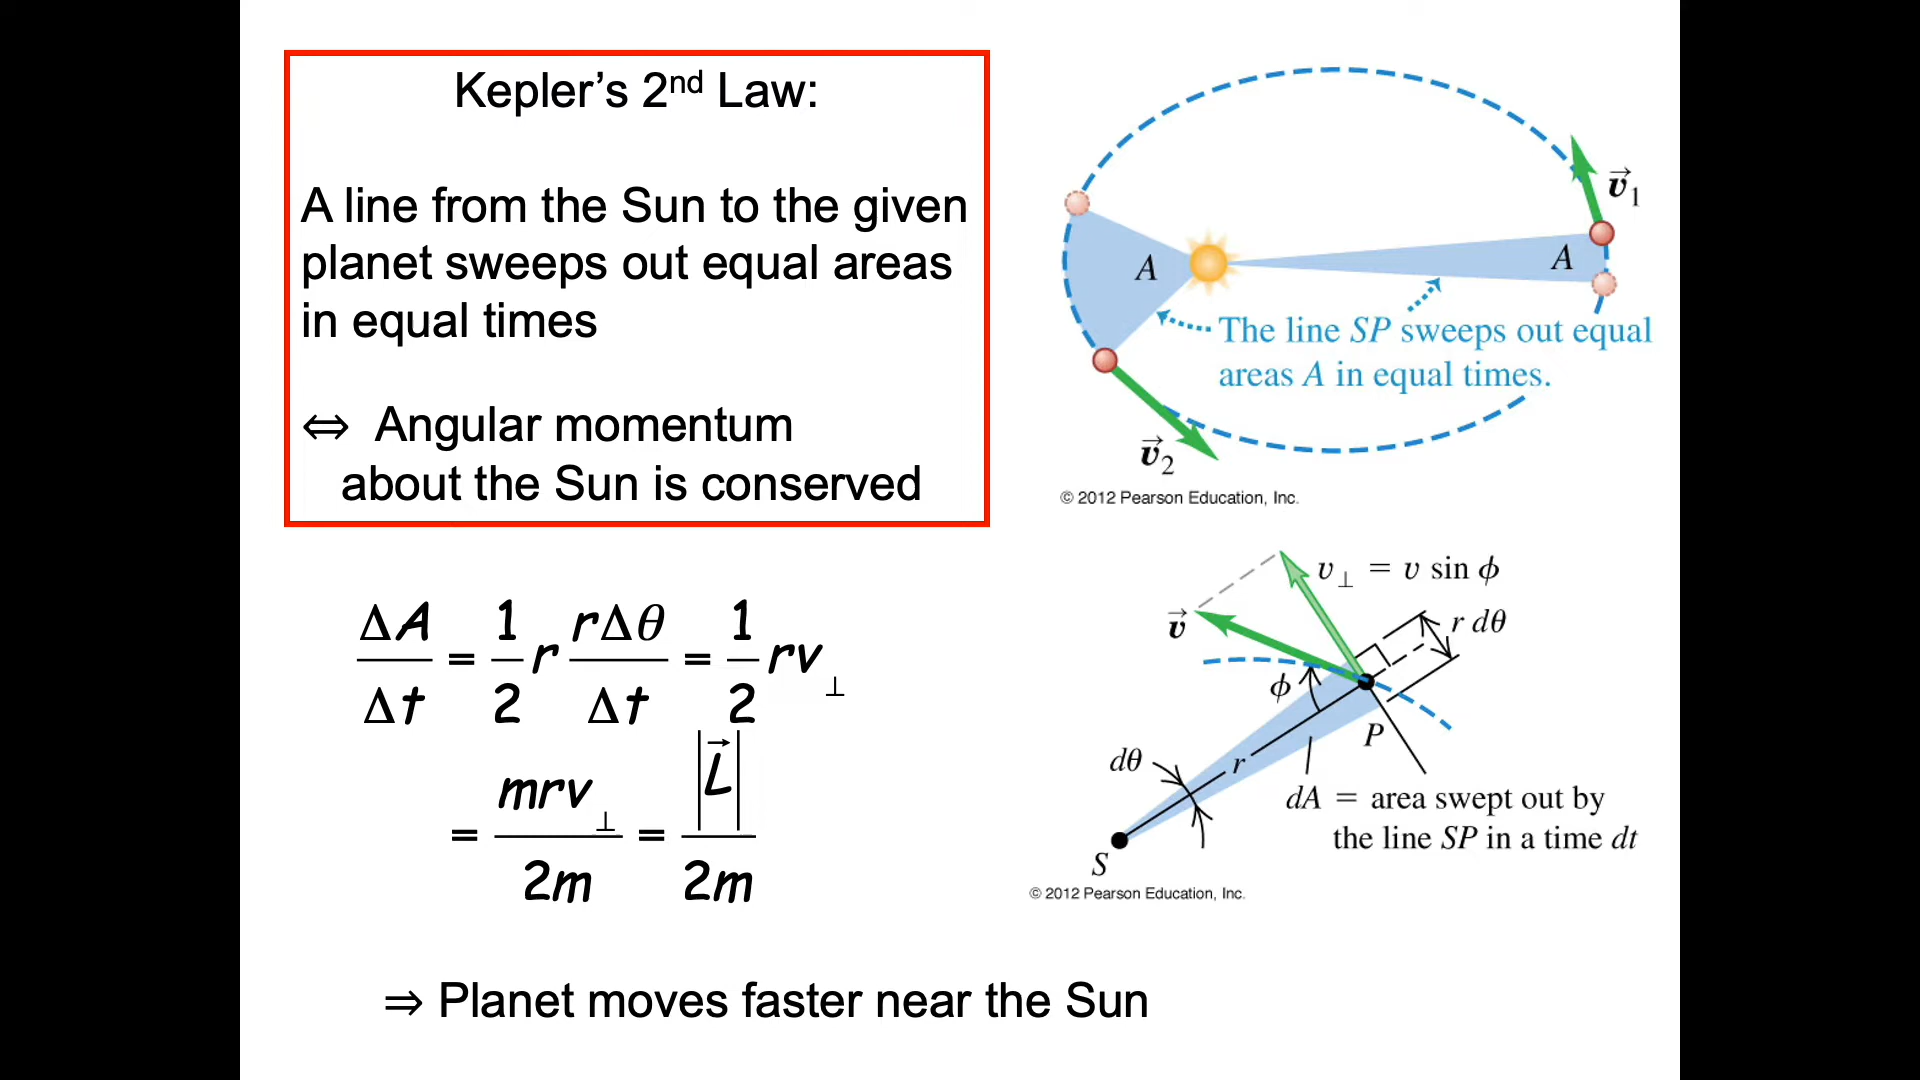 Kepler’s 2nd Law:
A line from the Sun to the given
planet sweeps out equal areas
in equal times
⇔ Angular momentum
about the Sun is conserved
ΔA/Δt = 1/2 r rΔθ/Δt = 1/2 rv⊥
= mrv⊥/2m = |L⃗|/2m
⇒ Planet moves faster near the Sun
v⃗1
A
A
The line SP sweeps out equal
areas A in equal times.
v⃗2
© 2012 Pearson Education, Inc.
v⊥ = v sin ϕ
v⃗
r dθ
ϕ
P
dθ
r
dA = area swept out by
the line SP in a time dt
S
© 2012 Pearson Education, Inc.